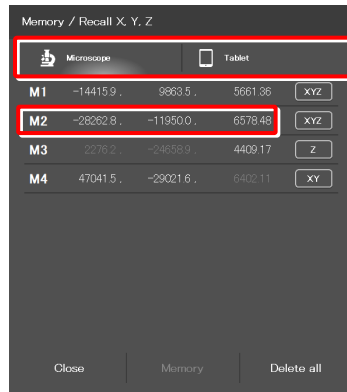 Memory / Recall X, Y, Z
Microscope Tablet
M1 -14415.9 , 9863.5 , 5661.36 XYZ
M2 -28262.8 , -11950.0 , 6578.48 XYZ
M3 2276.2 , -24658.9 , 4409.17 Z
M4 47041.5 , -29021.6 , 6402.11 XY
Close Memory Delete all